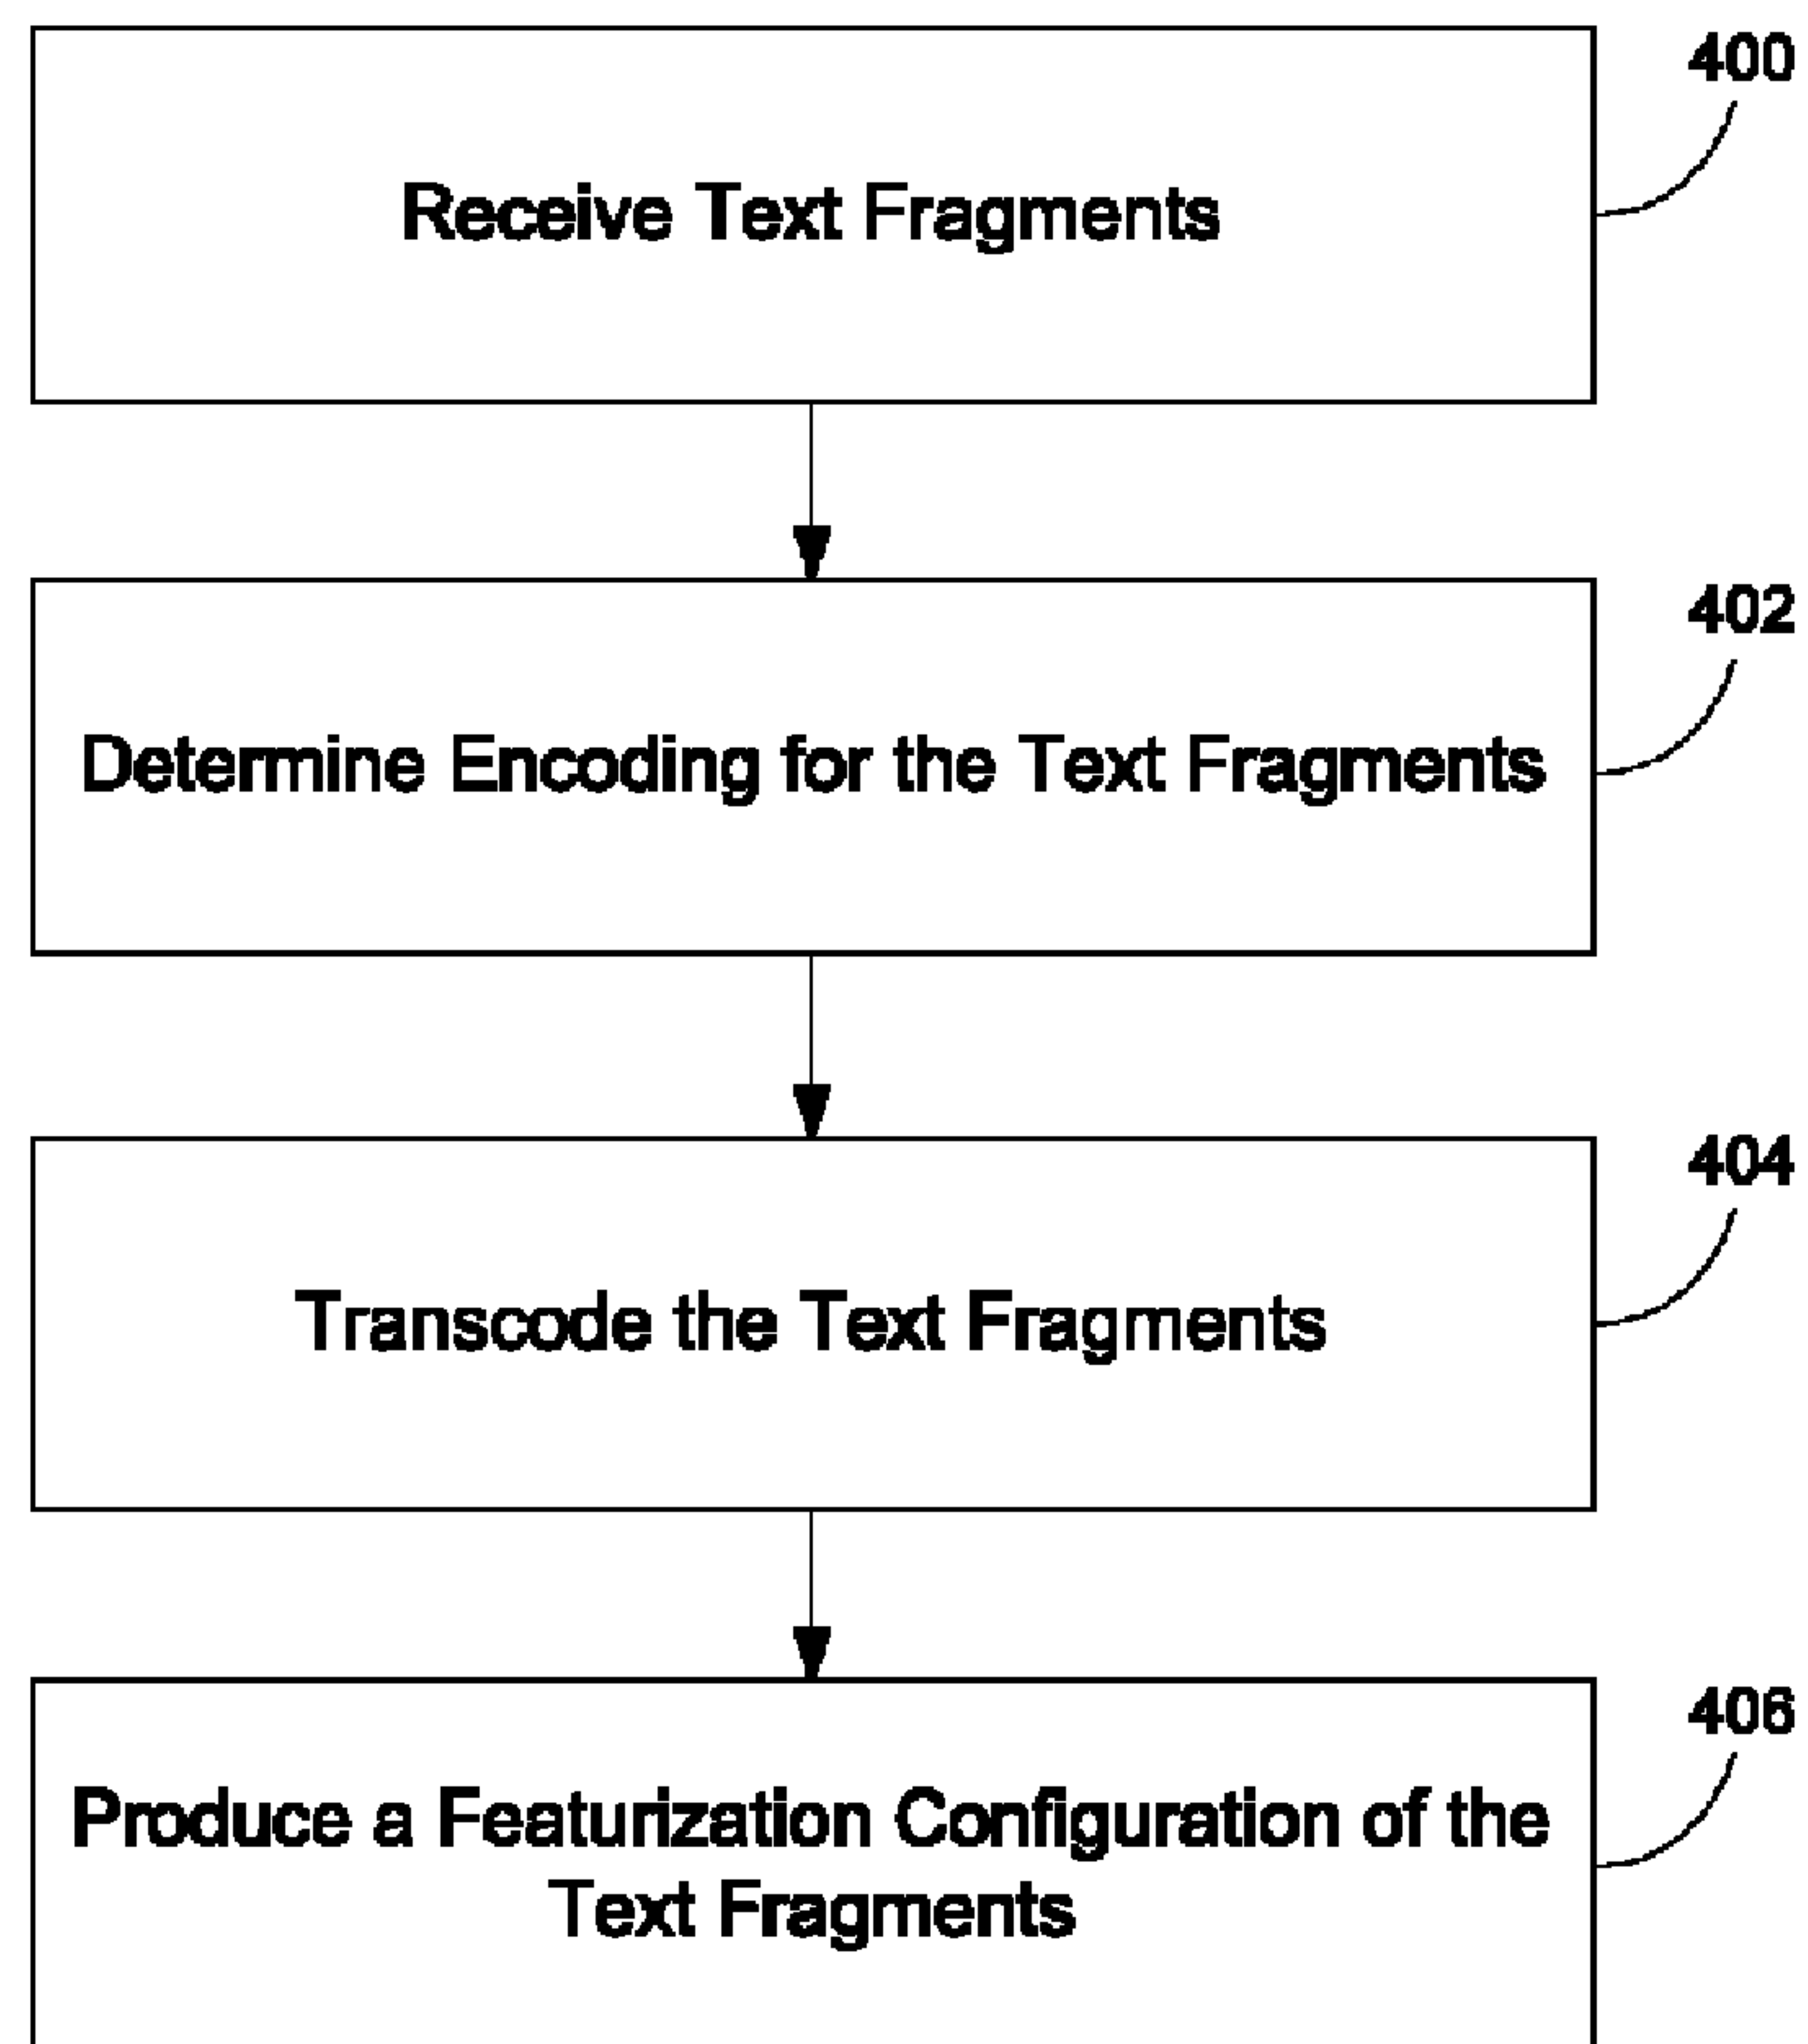 400
Receive Text Fragments
402
Determine Encoding for the Text Fragments
404
Transcode the Text Fragments
406
Produce a Featurization Configuration of the
Text Fragments